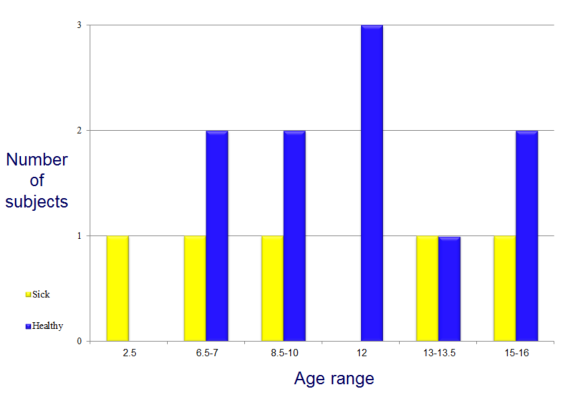 3
2
Number
of
subjects
1
Sick
Healthy
0
2.5 6.5-7 8.5-10 12 13-13.5 15-16
Age range